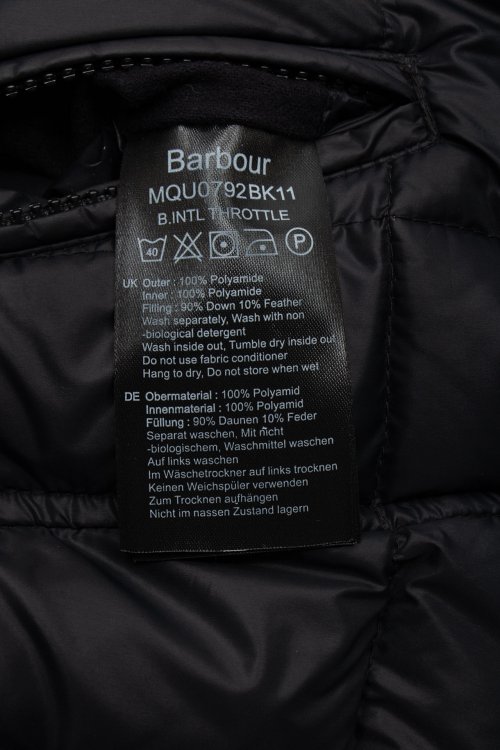 Barbour
MQU0792BK11
B.INTL THROTTLE
40 P
UK Outer : 100% Polyamide
Inner : 100% Polyamide
Filling : 90% Down 10% Feather
Wash separately, Wash with non
-biological detergent
Wash inside out, Tumble dry inside out
Do not use fabric conditioner
Hang to dry, Do not store when wet
DE Obermaterial : 100% Polyamid
Innenmaterial : 100% Polyamid
Füllung : 90% Daunen 10% Feder
Separat waschen, Mit nicht
-biologischem, Waschmittel waschen
Auf links waschen
Im Wäschetrockner auf links trocknen
Keinen Weichspüler verwenden
Zum Trocknen aufhängen
Nicht im nassen Zustand lagern